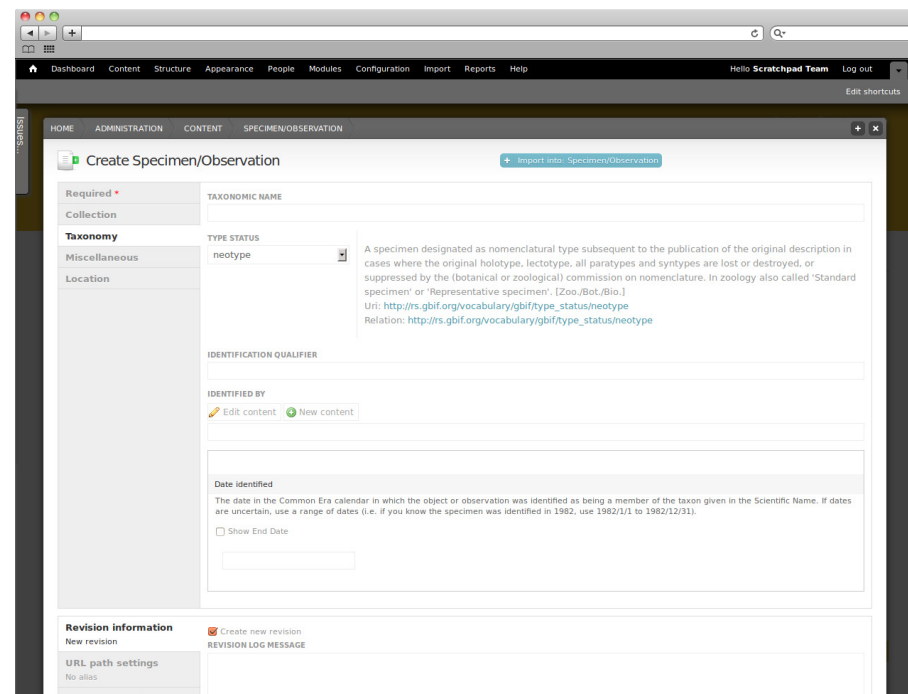 Dashboard Content Structure Appearance People Modules Configuration Import Reports Help Hello Scratchpad Team Log out
Edit shortcuts
Issues...
HOME ADMINISTRATION CONTENT SPECIMEN/OBSERVATION
Create Specimen/Observation
+ Import into: Specimen/Observation
Required *
Collection
Taxonomy
Miscellaneous
Location
TAXONOMIC NAME
TYPE STATUS
neotype
A specimen designated as nomenclatural type subsequent to the publication of the original description in
cases where the original holotype, lectotype, all paratypes and syntypes are lost or destroyed, or
suppressed by the (botanical or zoological) commission on nomenclature. In zoology also called 'Standard
specimen' or 'Representative specimen'. [Zoo./Bot./Bio.]
Uri: http://rs.gbif.org/vocabulary/gbif/type_status/neotype
Relation: http://rs.gbif.org/vocabulary/gbif/type_status/neotype
IDENTIFICATION QUALIFIER
IDENTIFIED BY
Edit content New content
Date identified
The date in the Common Era calendar in which the object or observation was identified as being a member of the taxon given in the Scientific Name. If dates
are uncertain, use a range of dates (i.e. if you know the specimen was identified in 1982, use 1982/1/1 to 1982/12/31).
Show End Date
Revision information
New revision
URL path settings
No alias
Create new revision
REVISION LOG MESSAGE